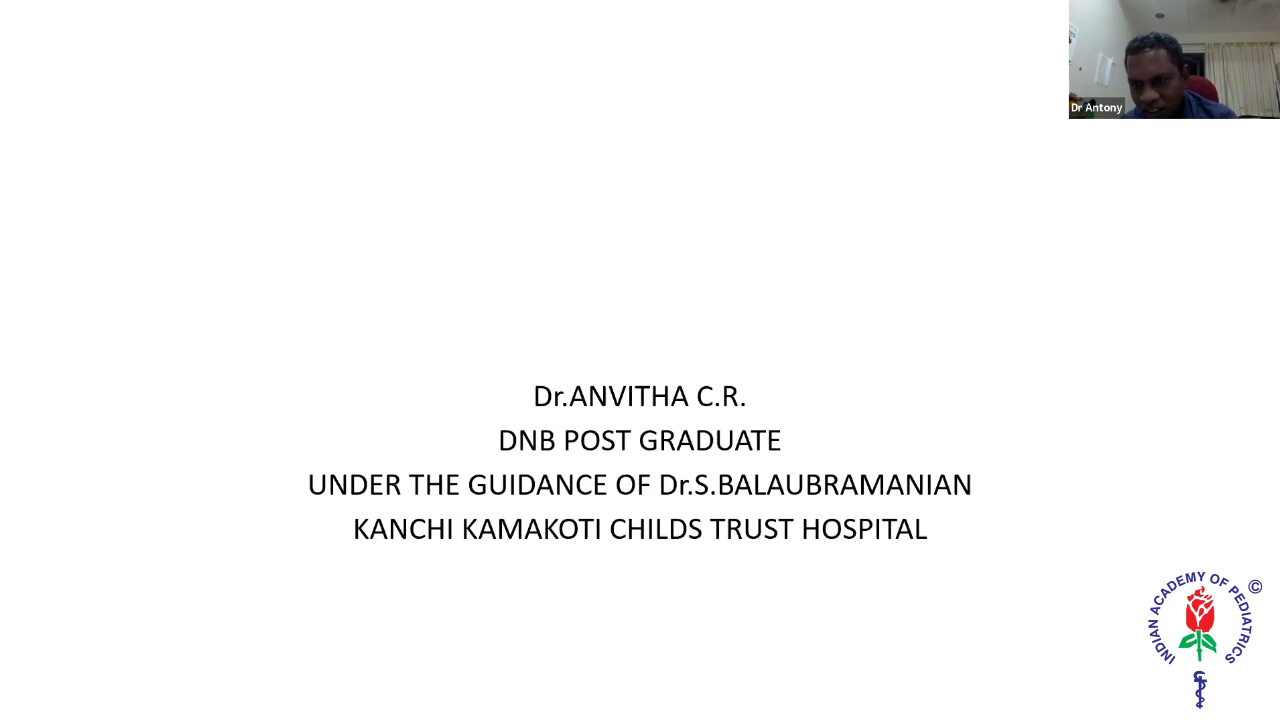 Dr Antony
Dr.ANVITHA C.R.
DNB POST GRADUATE
UNDER THE GUIDANCE OF Dr.S.BALAUBRAMANIAN
KANCHI KAMAKOTI CHILDS TRUST HOSPITAL
INDIAN ACADEMY OF PEDIATRICS ©